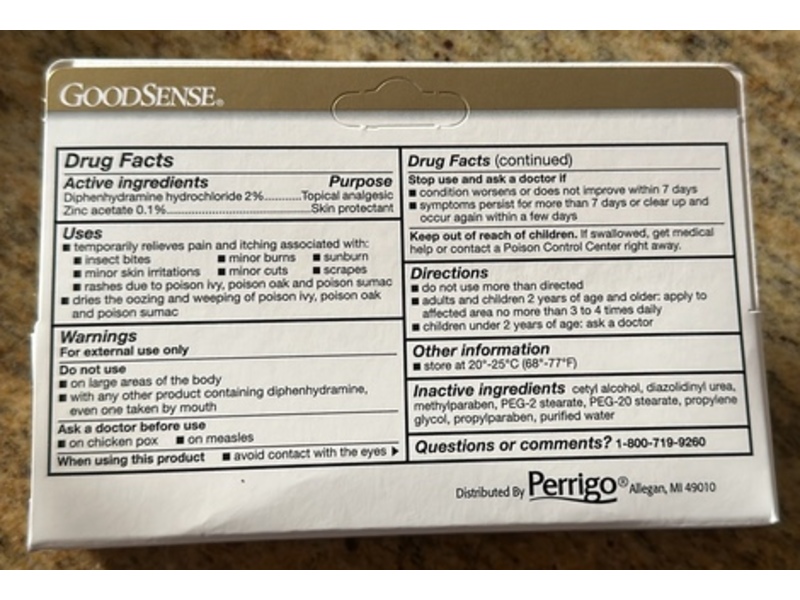 GOODSENSE®
Drug Facts
Active ingredients Purpose
Diphenhydramine hydrochloride 2%..............Topical analgesic
Zinc acetate 0.1%..............Skin protectant
Uses
■ temporarily relieves pain and itching associated with:
■ insect bites ■ minor burns ■ sunburn
■ minor skin irritations ■ minor cuts ■ scrapes
■ rashes due to poison ivy, poison oak and poison sumac
■ dries the oozing and weeping of poison ivy, poison oak
and poison sumac
Warnings
For external use only
Do not use
■ on large areas of the body
■ with any other product containing diphenhydramine,
even one taken by mouth
Ask a doctor before use
■ on chicken pox ■ on measles
When using this product ■ avoid contact with the eyes ▶
Drug Facts (continued)
Stop use and ask a doctor if
■ condition worsens or does not improve within 7 days
■ symptoms persist for more than 7 days or clear up and
occur again within a few days
Keep out of reach of children. If swallowed, get medical
help or contact a Poison Control Center right away.
Directions
■ do not use more than directed
■ adults and children 2 years of age and older: apply to
affected area no more than 3 to 4 times daily
■ children under 2 years of age: ask a doctor
Other information
■ store at 20°-25°C (68°-77°F)
Inactive ingredients cetyl alcohol, diazolidinyl urea,
methylparaben, PEG-2 stearate, PEG-20 stearate, propylene
glycol, propylparaben, purified water
Questions or comments? 1-800-719-9260
Distributed By Perrigo® Allegan, MI 49010